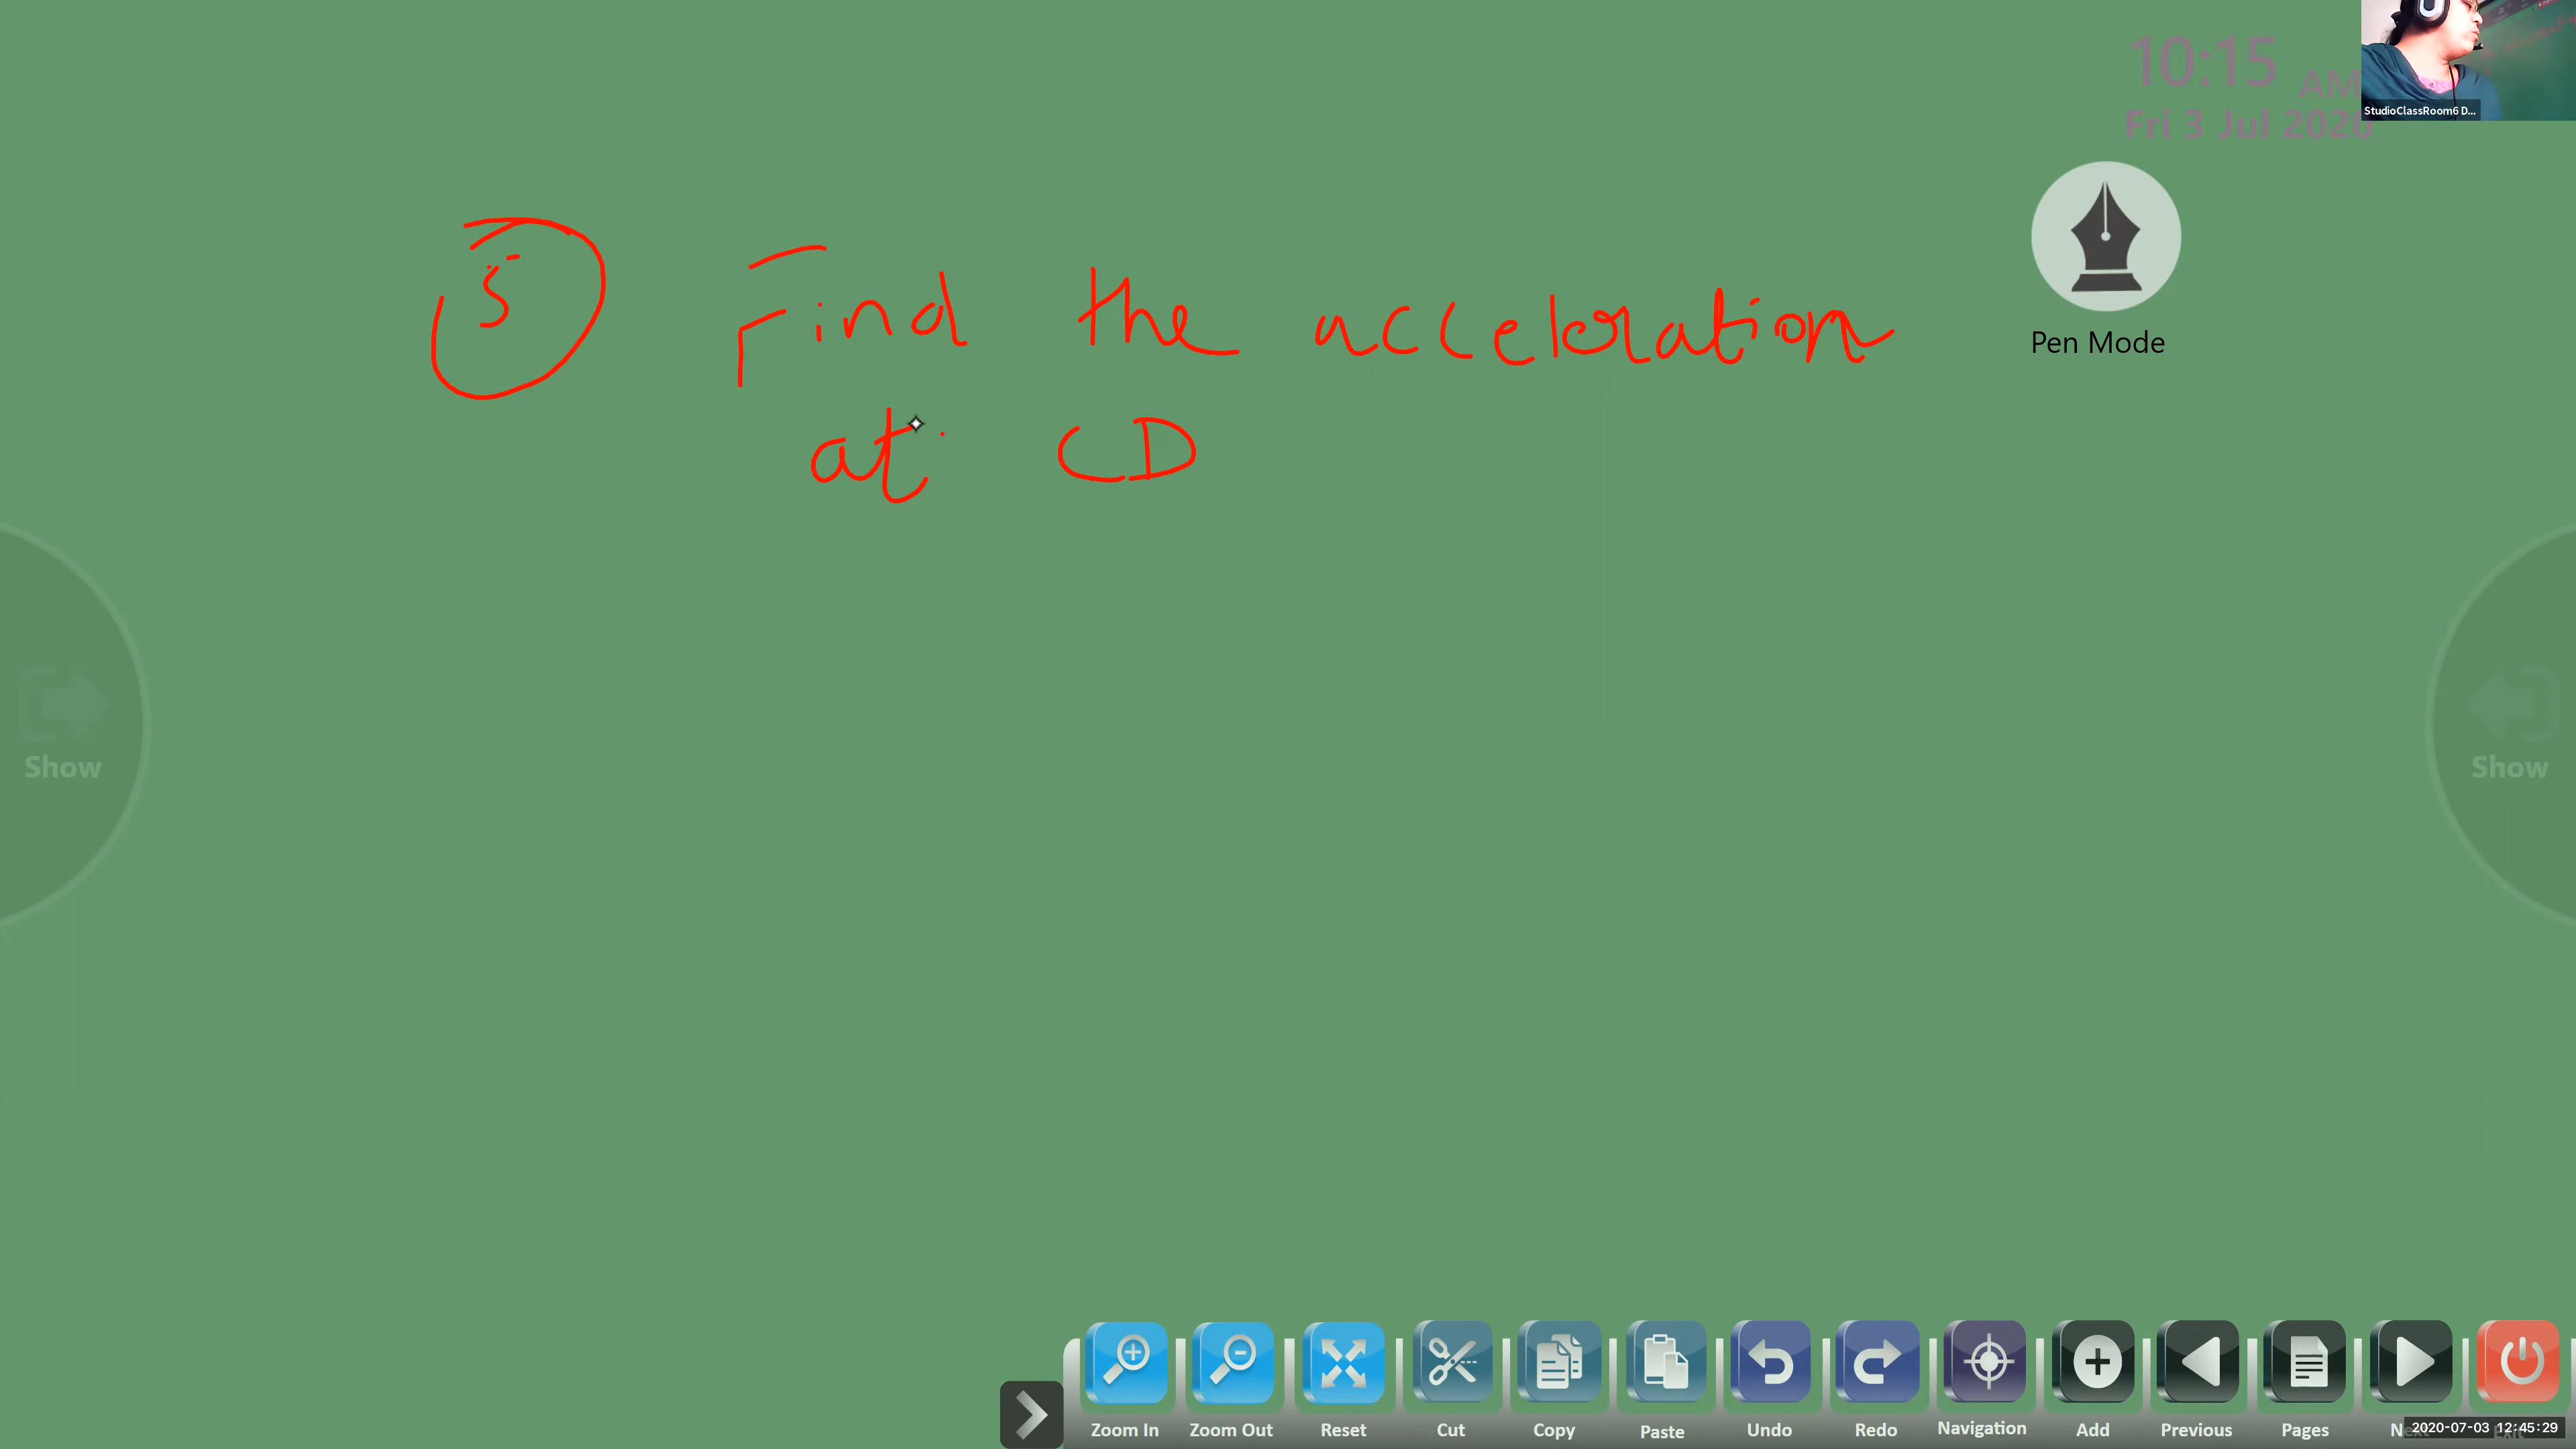 10:15 AM
Fri 3 Jul 2020
StudioClassRoom6 D...
Pen Mode
5 Find the acceleration
at CD
Show
Show
Zoom In Zoom Out Reset Cut Copy Paste Undo Redo Navigation Add Previous Pages
2020-07-03 12:45:29